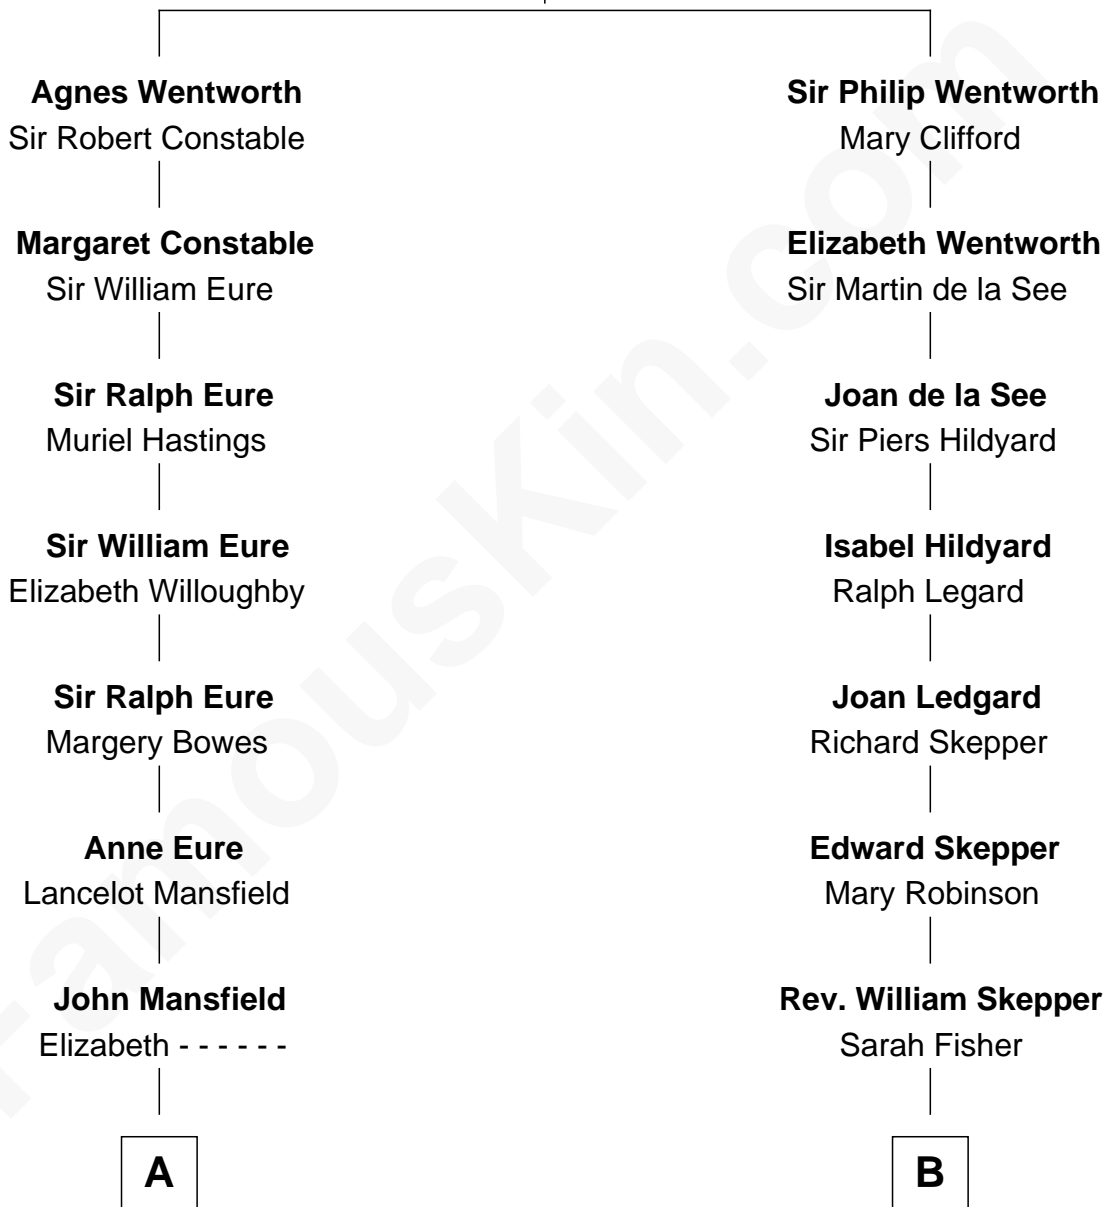 Agnes Wentworth
Sir Robert Constable
Margaret Constable
Sir William Eure
Sir Ralph Eure
Muriel Hastings
Sir William Eure
Elizabeth Willoughby
Sir Ralph Eure
Margery Bowes
Anne Eure
Lancelot Mansfield
John Mansfield
Elizabeth - - - - - -
A
Sir Philip Wentworth
Mary Clifford
Elizabeth Wentworth
Sir Martin de la See
Joan de la See
Sir Piers Hildyard
Isabel Hildyard
Ralph Legard
Joan Ledgard
Richard Skepper
Edward Skepper
Mary Robinson
Rev. William Skepper
Sarah Fisher
B
FamousKin.com